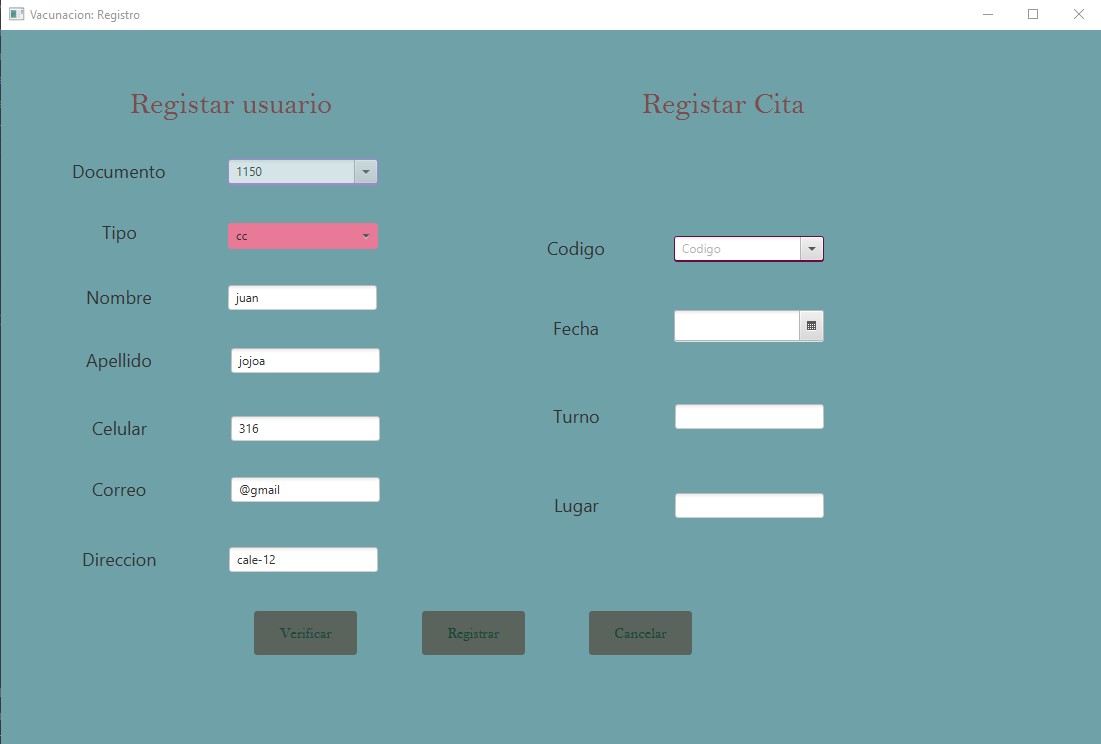 Vacunacion: Registro
Registar usuario
Documento 1150
Tipo cc
Nombre juan
Apellido jojoa
Celular 316
Correo @gmail
Direccion cale-12
Registar Cita
Codigo Codigo
Fecha
Turno
Lugar
Verificar Registrar Cancelar